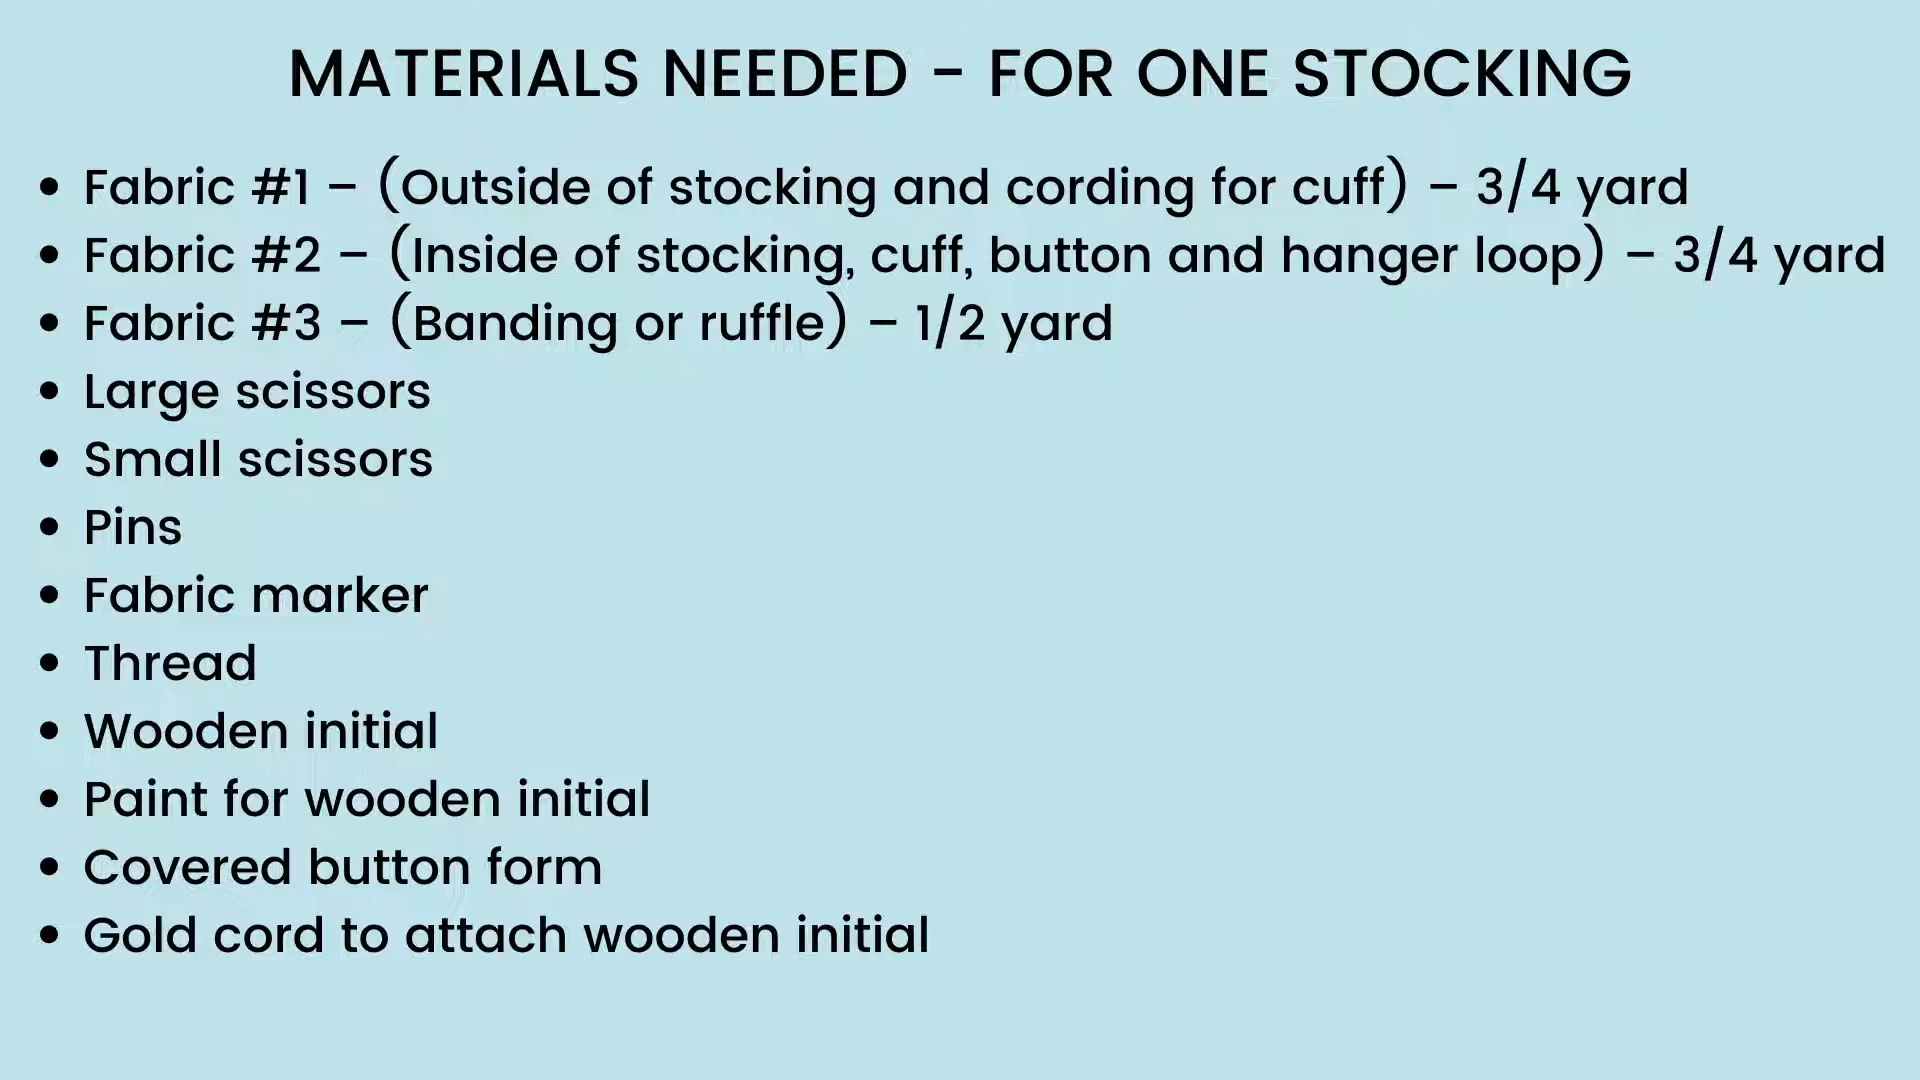 MATERIALS NEEDED - FOR ONE STOCKING
• Fabric #1 – (Outside of stocking and cording for cuff) – 3/4 yard
• Fabric #2 – (Inside of stocking, cuff, button and hanger loop) – 3/4 yard
• Fabric #3 – (Banding or ruffle) – 1/2 yard
• Large scissors
• Small scissors
• Pins
• Fabric marker
• Thread
• Wooden initial
• Paint for wooden initial
• Covered button form
• Gold cord to attach wooden initial